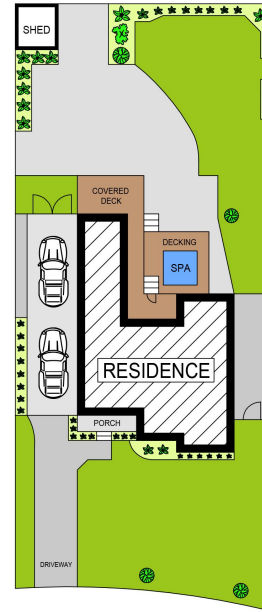 SHED
COVERED
DECK
DECKING
SPA
RESIDENCE
PORCH
DRIVEWAY